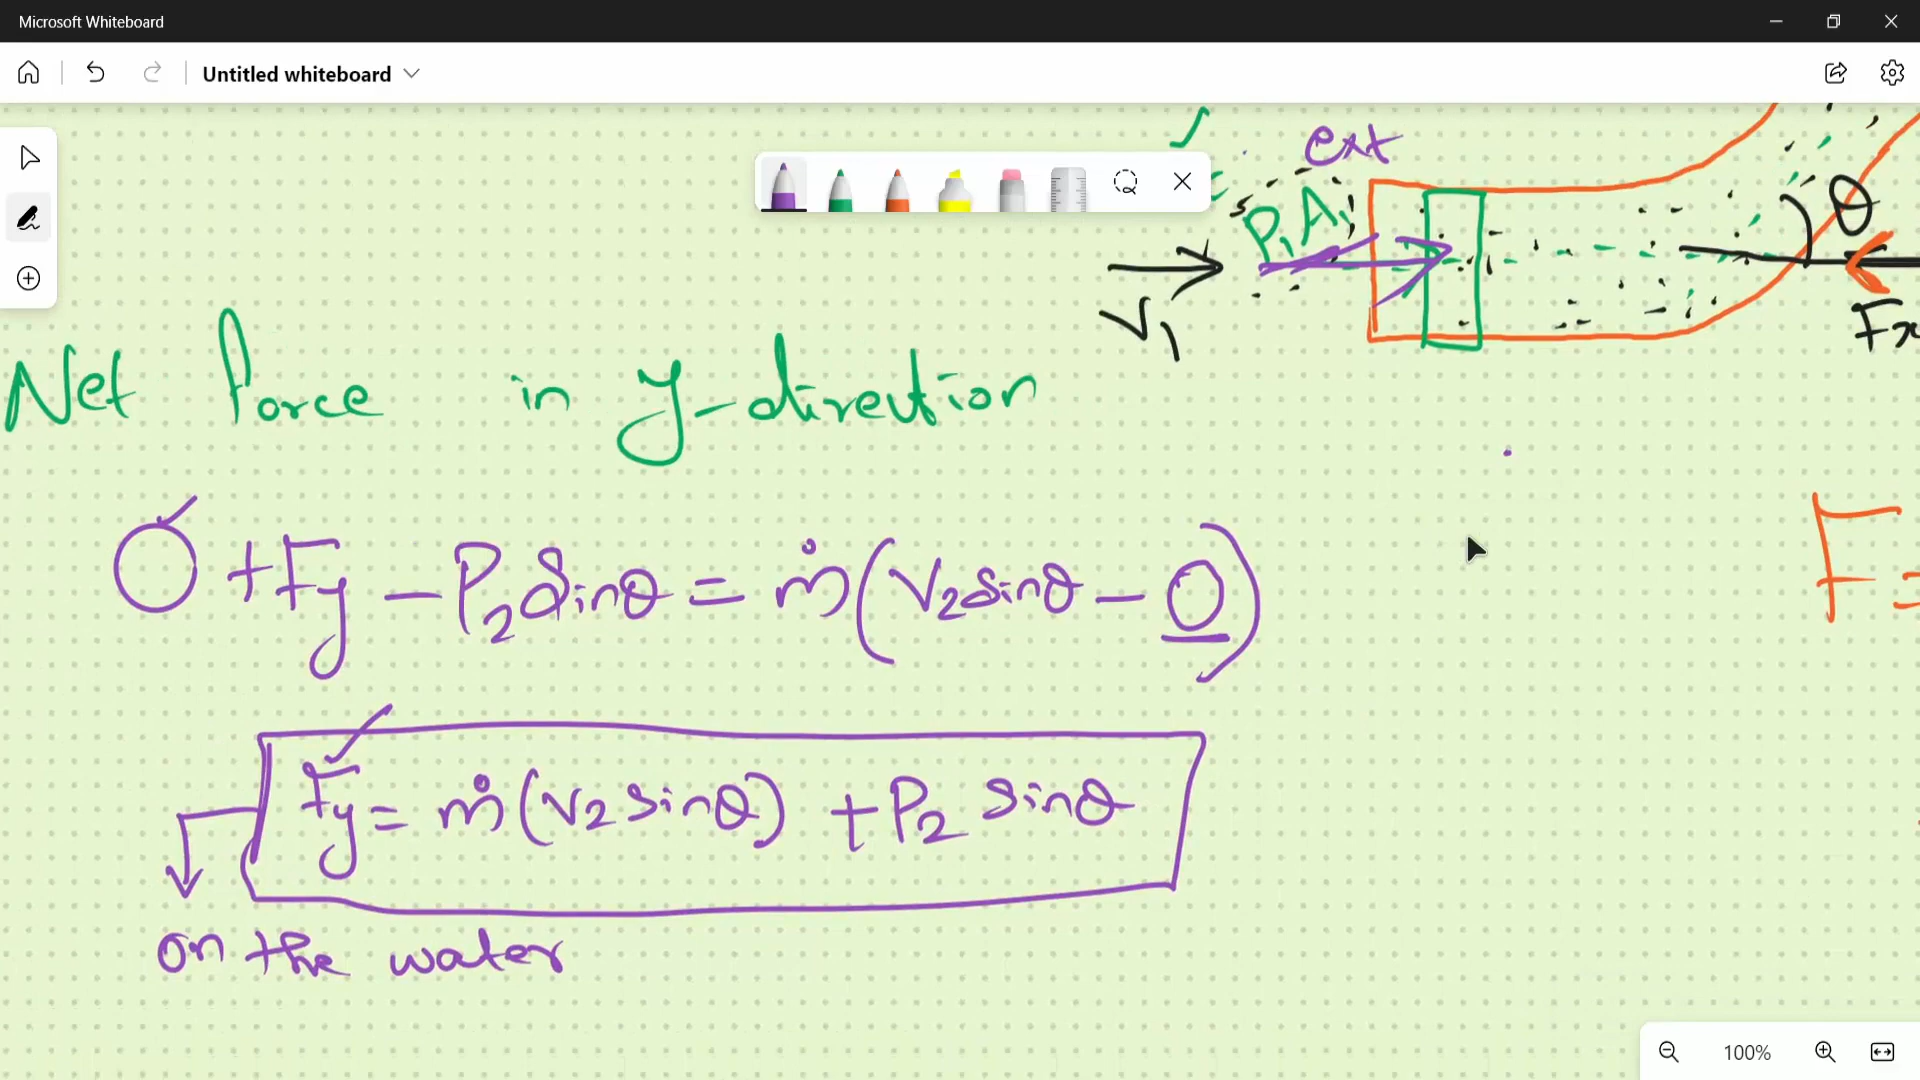 Microsoft Whiteboard
Untitled whiteboard
ext
P₁A₁
θ
V₁
Fx
Net force in y-direction
F =
0 + Fy - P₂ Sinθ = ṁ(V₂ sinθ - 0)
Fy = ṁ(V₂ sinθ) + P₂ sinθ
on the water
100%